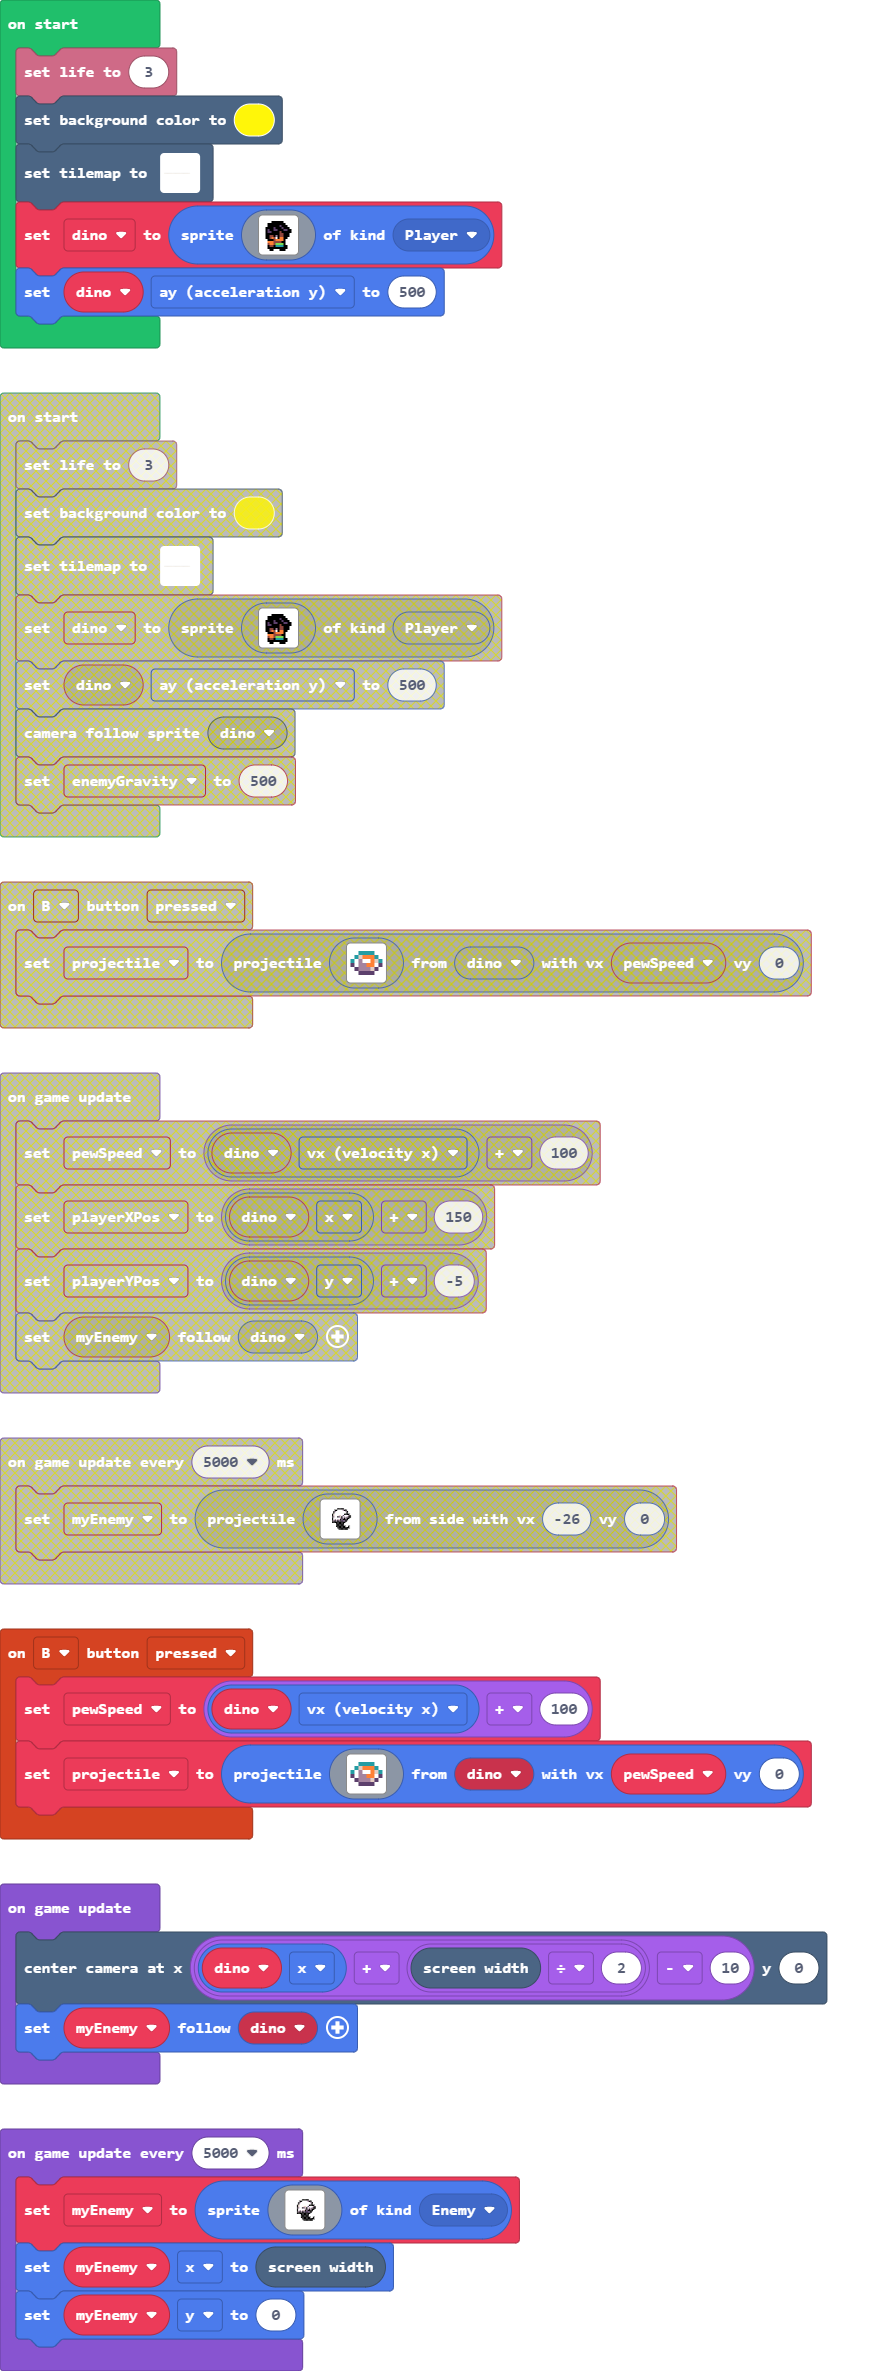 on start
set life to 3
set background color to
set tilemap to
set dino to sprite of kind Player
set dino ay (acceleration y) to 500
on start
set life to 3
set background color to
set tilemap to
set dino to sprite of kind Player
set dino ay (acceleration y) to 500
camera follow sprite dino
set enemyGravity to 500
on B button pressed
set projectile to projectile from dino with vx pewSpeed vy 0
on game update
set pewSpeed to dino vx (velocity x) + 100
set playerXPos to dino x + 150
set playerYPos to dino y + -5
set myEnemy follow dino
on game update every 5000 ms
set myEnemy to projectile from side with vx -26 vy 0
on B button pressed
set pewSpeed to dino vx (velocity x) + 100
set projectile to projectile from dino with vx pewSpeed vy 0
on game update
center camera at x dino x + screen width ÷ 2 - 10 y 0
set myEnemy follow dino
on game update every 5000 ms
set myEnemy to sprite of kind Enemy
set myEnemy x to screen width
set myEnemy y to 0